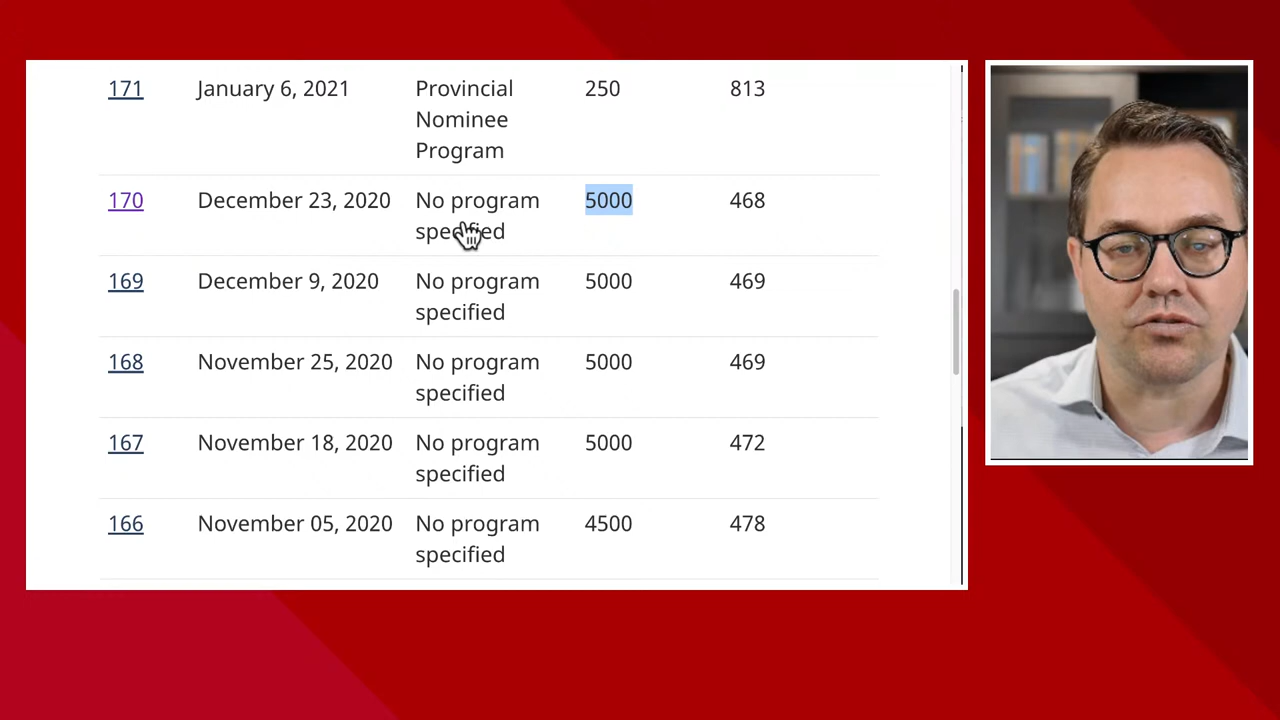 171 January 6, 2021 Provincial 250 813
Nominee
Program
170 December 23, 2020 No program 5000 468
specified
169 December 9, 2020 No program 5000 469
specified
168 November 25, 2020 No program 5000 469
specified
167 November 18, 2020 No program 5000 472
specified
166 November 05, 2020 No program 4500 478
specified